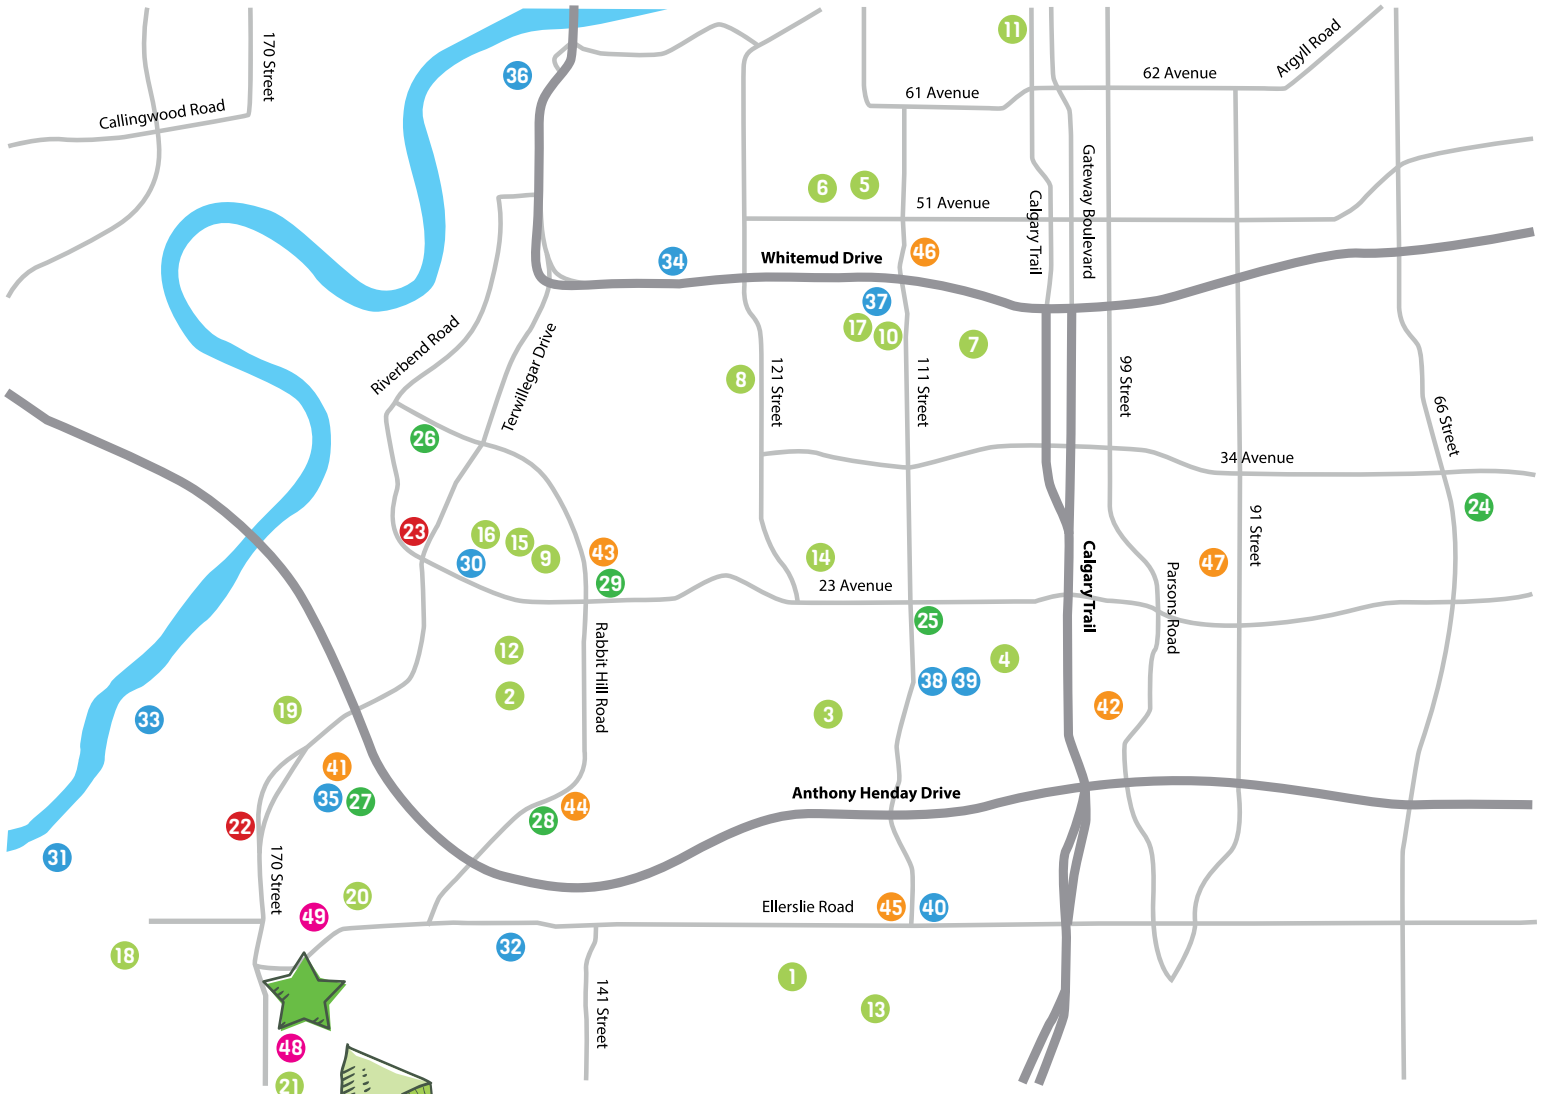 11
170 Street
Argyll Road
36
62 Avenue
61 Avenue
Callingwood Road
Gateway Boulevard
6
5
51 Avenue
Calgary Trail
46
Whitemud Drive
34
37
17
10
7
Riverbend Road
Terwillegar Drive
8
121 Street
111 Street
99 Street
66 Street
26
34 Avenue
24
91 Street
23
16
15
9
30
43
29
14
23 Avenue
Calgary Trail
47
Parsons Road
25
12
Rabbit Hill Road
4
2
38
39
19
33
3
42
41
35
27
Anthony Henday Drive
44
28
22
31
170 Street
20
49
Ellerslie Road
45
40
32
18
1
13
141 Street
48
21